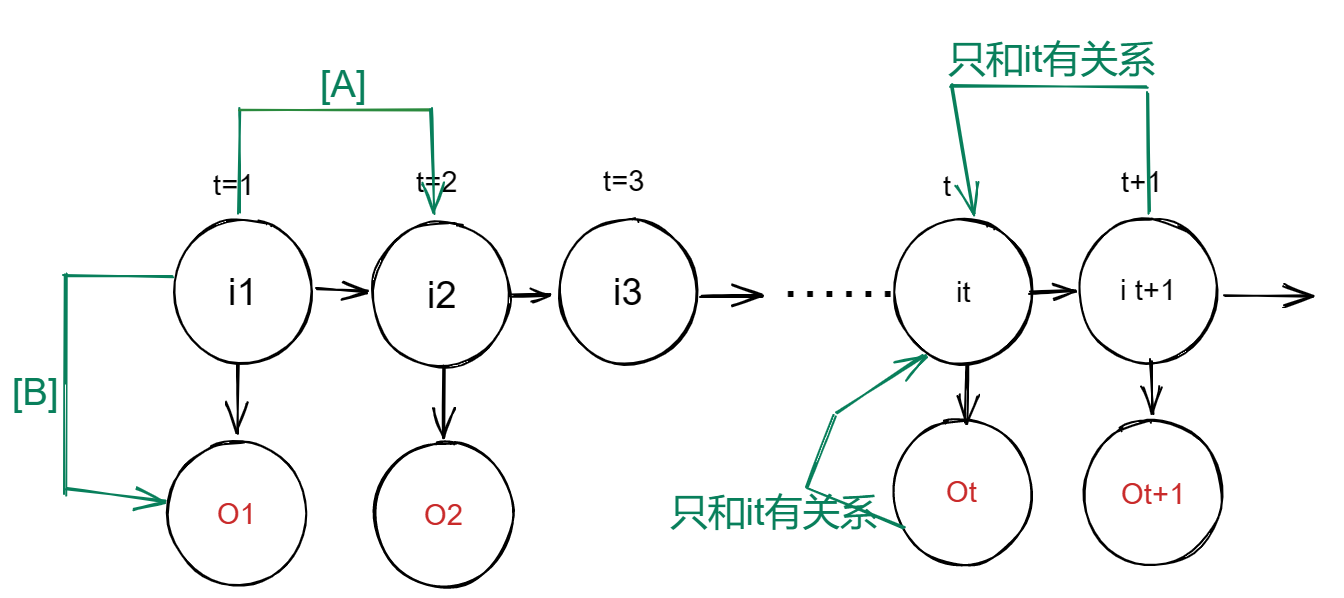 只和it有关系
[A]
t=1
t=2
t=3
t
t+1
i1
i2
i3
......
it
i t+1
[B]
O1
O2
只和it有关系
Ot
Ot+1